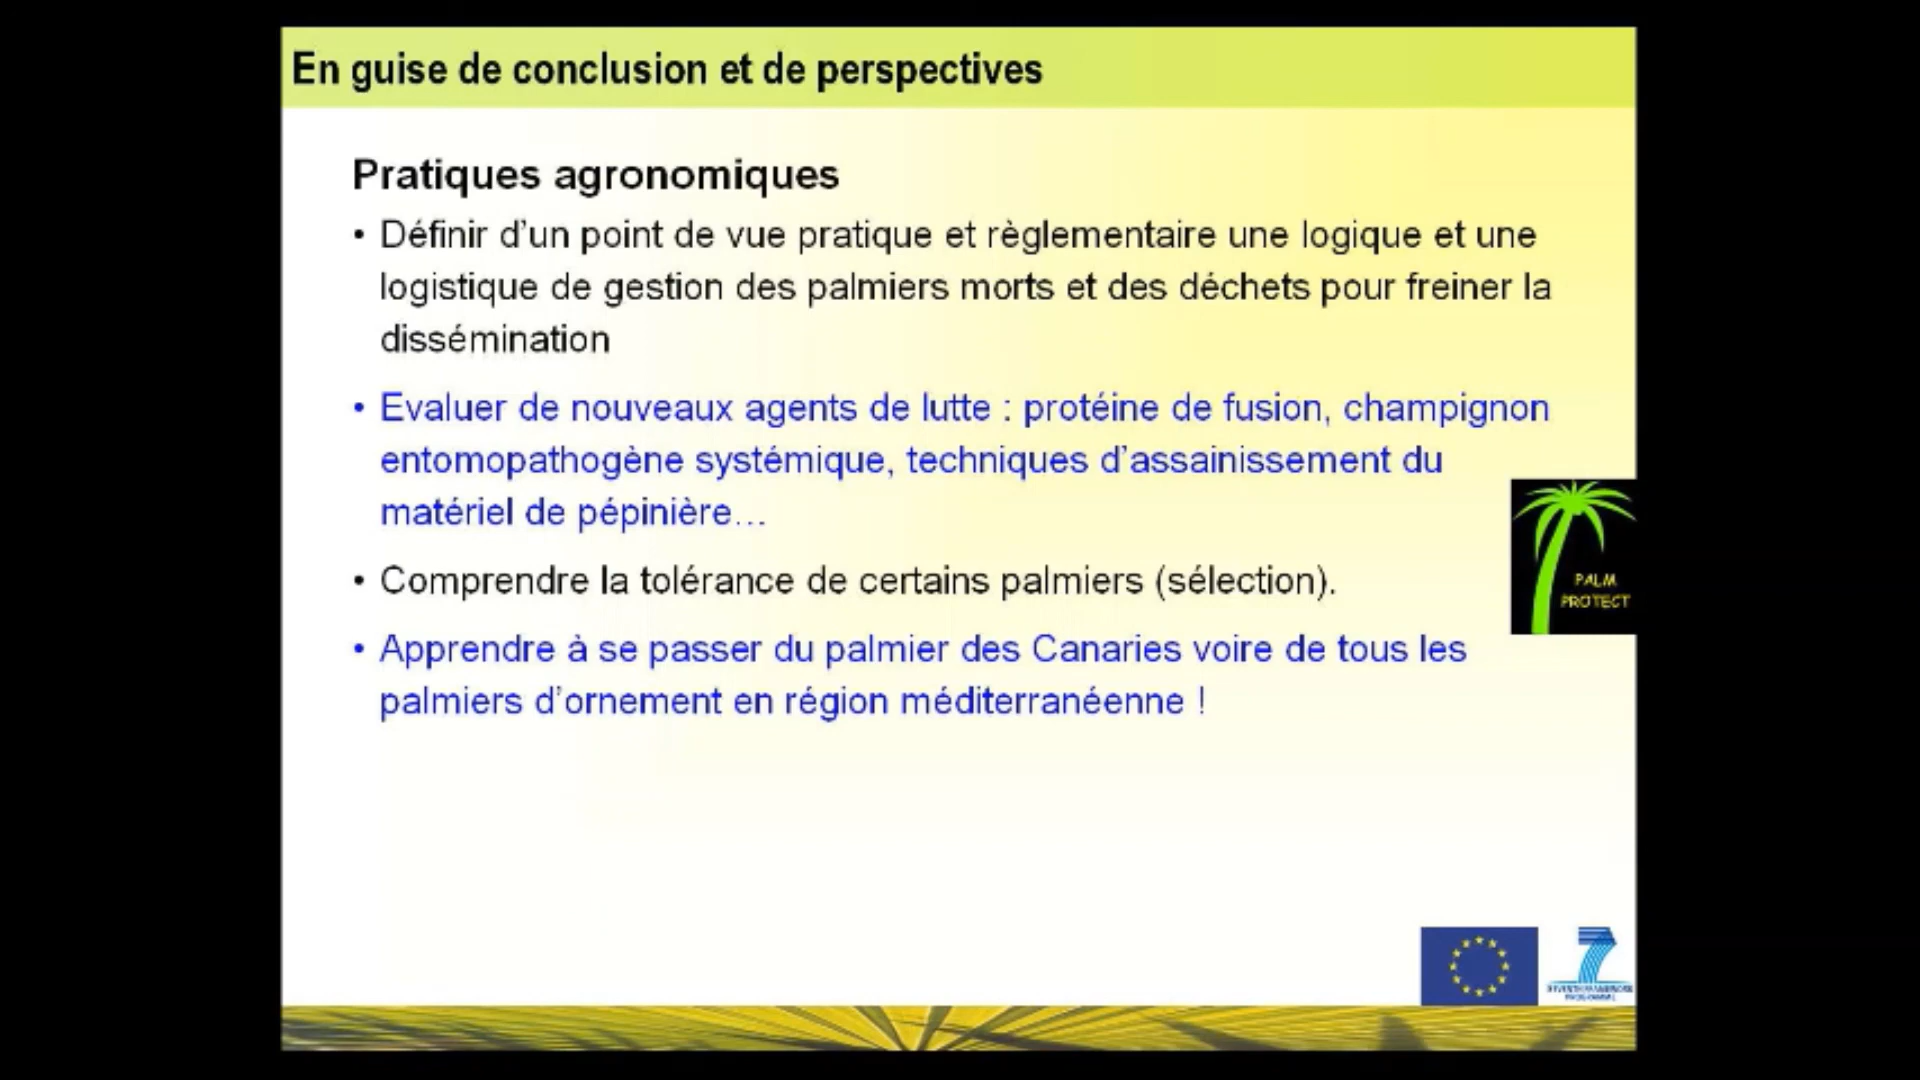 En guise de conclusion et de perspectives
Pratiques agronomiques
• Définir d'un point de vue pratique et règlementaire une logique et une
logistique de gestion des palmiers morts et des déchets pour freiner la
dissémination
• Evaluer de nouveaux agents de lutte : protéine de fusion, champignon
entomopathogène systémique, techniques d'assainissement du
matériel de pépinière…
• Comprendre la tolérance de certains palmiers (sélection).
• Apprendre à se passer du palmier des Canaries voire de tous les
palmiers d'ornement en région méditerranéenne !
PALM
PROTECT
SEVENTH FRAMEWORK
PROGRAMME